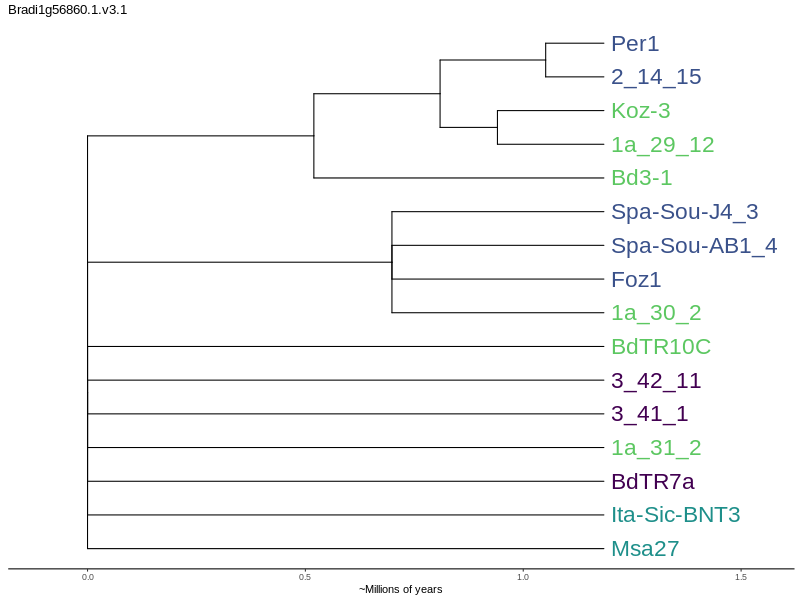 Bradi1g56860.1.v3.1
Per1
2_14_15
Koz-3
1a_29_12
Bd3-1
Spa-Sou-J4_3
Spa-Sou-AB1_4
Foz1
1a_30_2
BdTR10C
3_42_11
3_41_1
1a_31_2
BdTR7a
Ita-Sic-BNT3
Msa27
0.0 0.5 1.0 1.5
~Millions of years